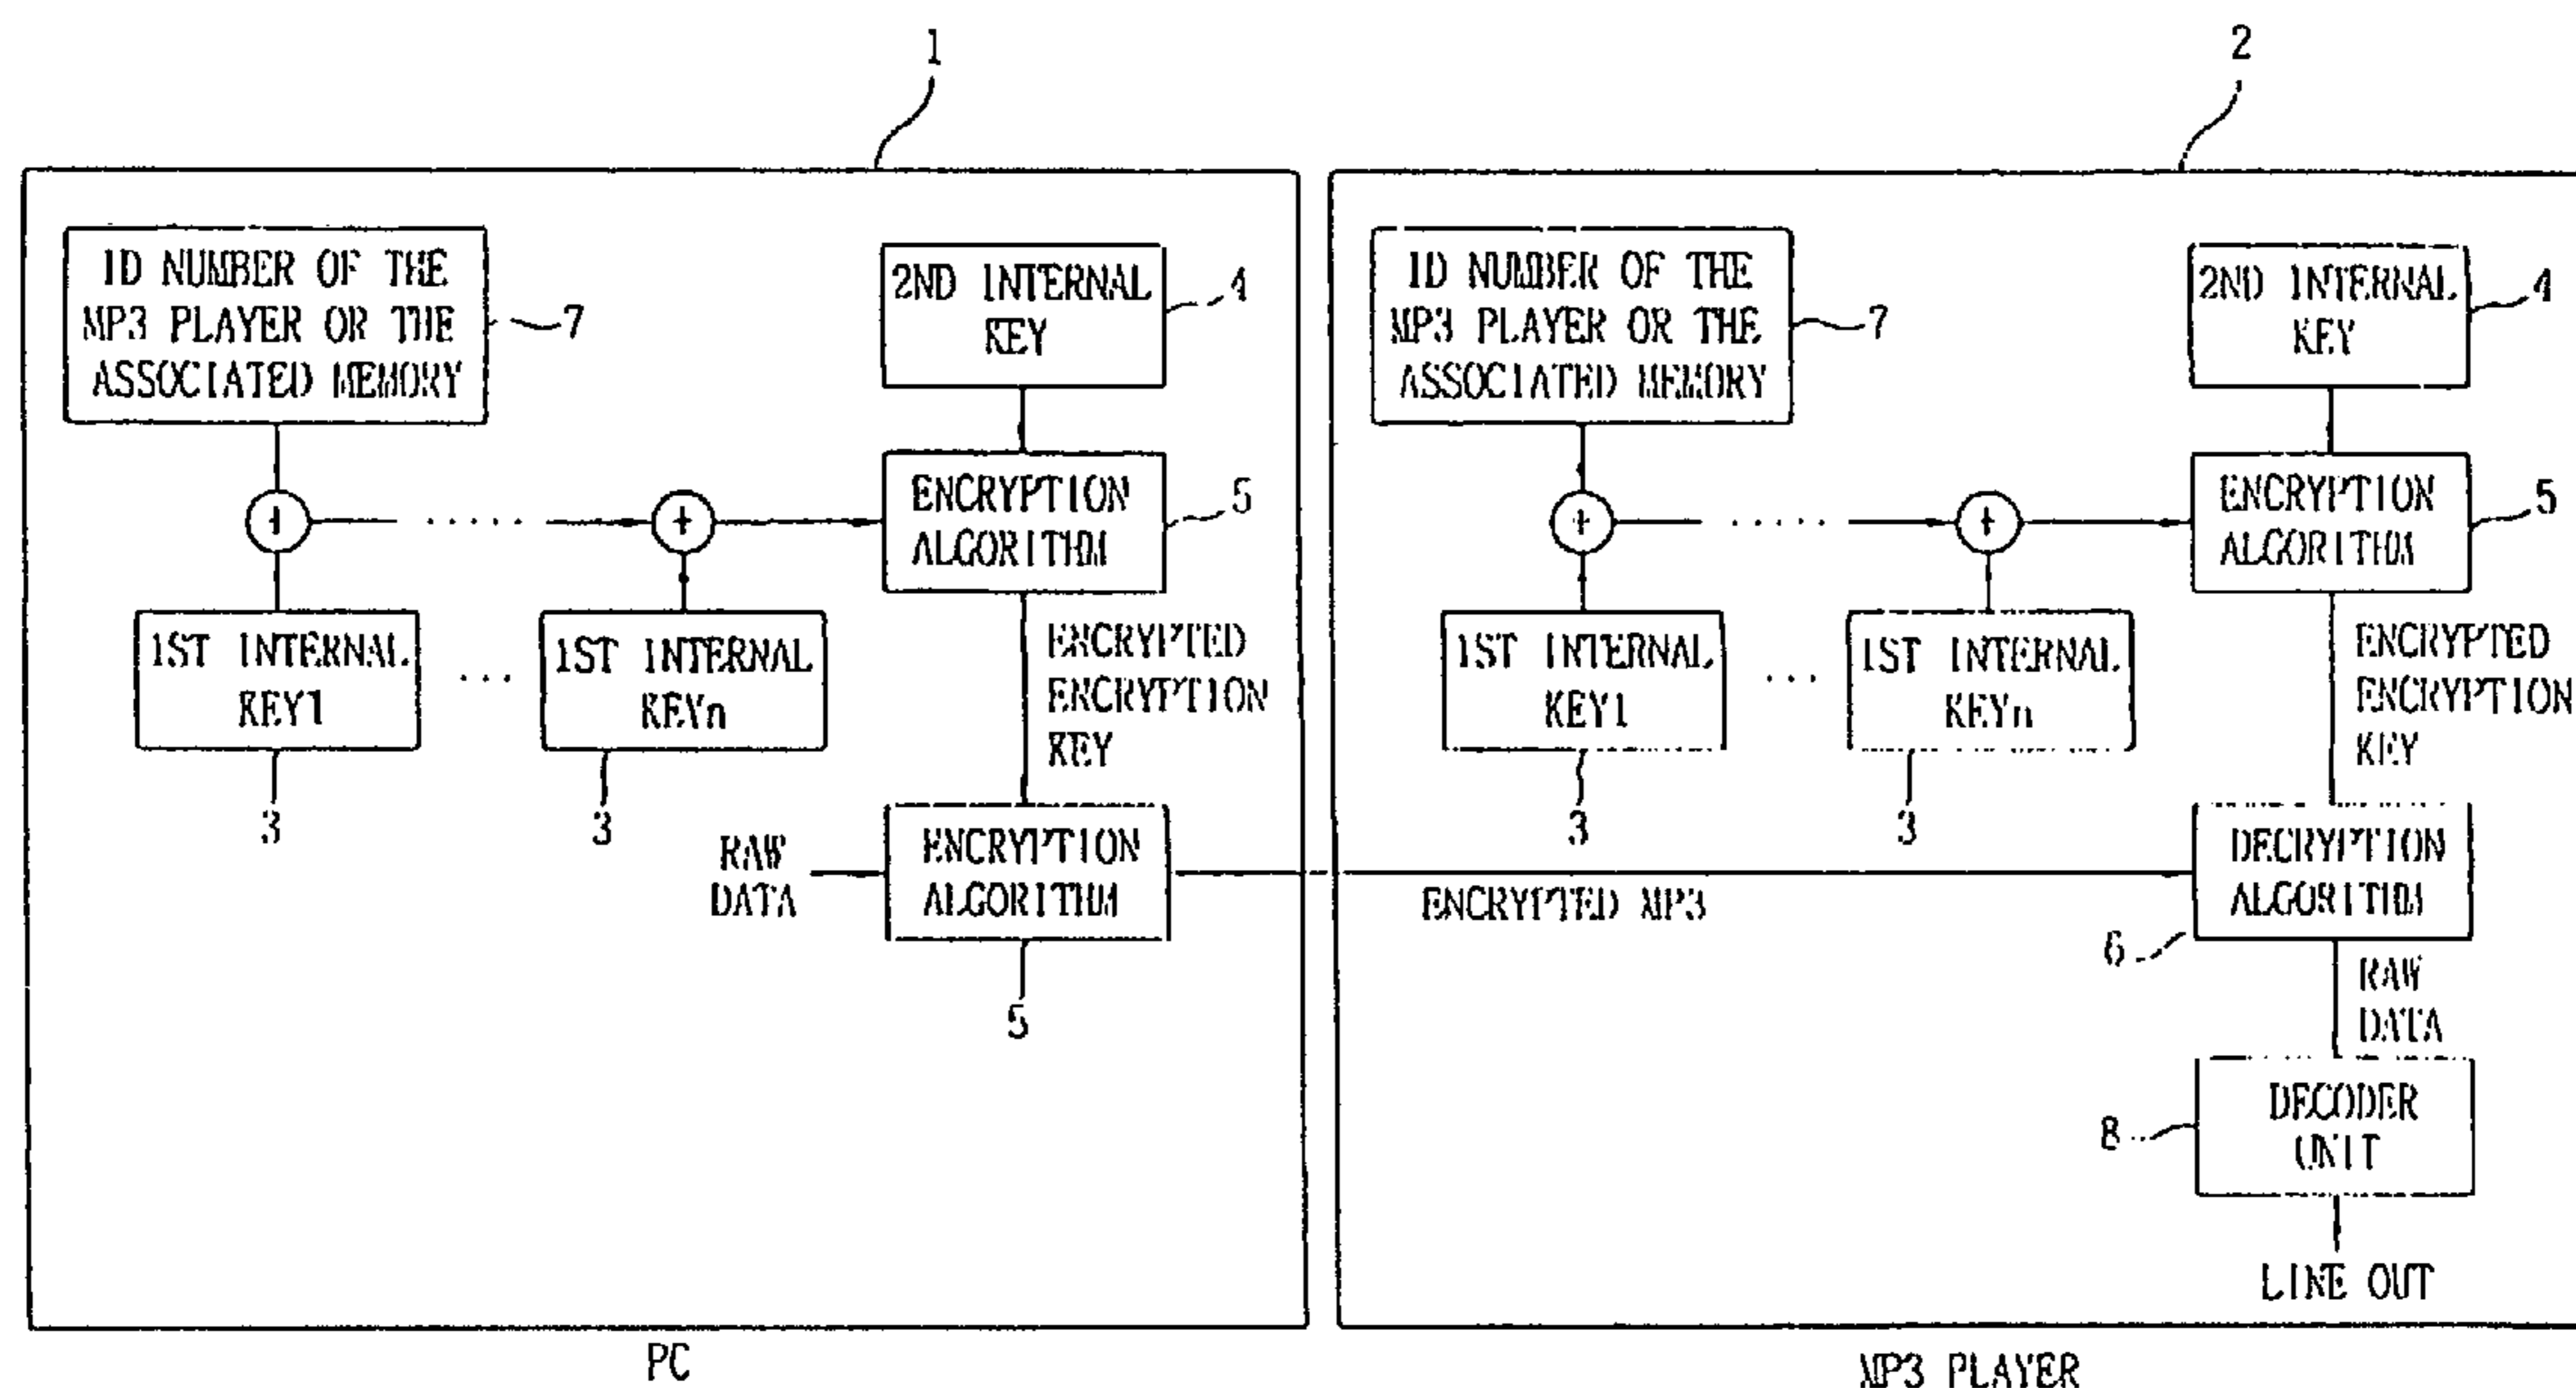 1
2
ID NUMBER OF THE
MP3 PLAYER OR THE
ASSOCIATED MEMORY
7
2ND INTERNAL
KEY
4
ENCRYPTION
ALGORITHM
5
+
.....
+
1ST INTERNAL
KEY1
3
...
1ST INTERNAL
KEYn
3
ENCRYPTED
ENCRYPTION
KEY
RAW
DATA
ENCRYPTION
ALGORITHM
5
PC
ID NUMBER OF THE
MP3 PLAYER OR THE
ASSOCIATED MEMORY
7
2ND INTERNAL
KEY
4
ENCRYPTION
ALGORITHM
5
+
.....
+
1ST INTERNAL
KEY1
3
...
1ST INTERNAL
KEYn
3
ENCRYPTED
ENCRYPTION
KEY
ENCRYPTED MP3
DECRYPTION
ALGORITHM
6
RAW
DATA
DECODER
UNIT
8
LINE OUT
MP3 PLAYER